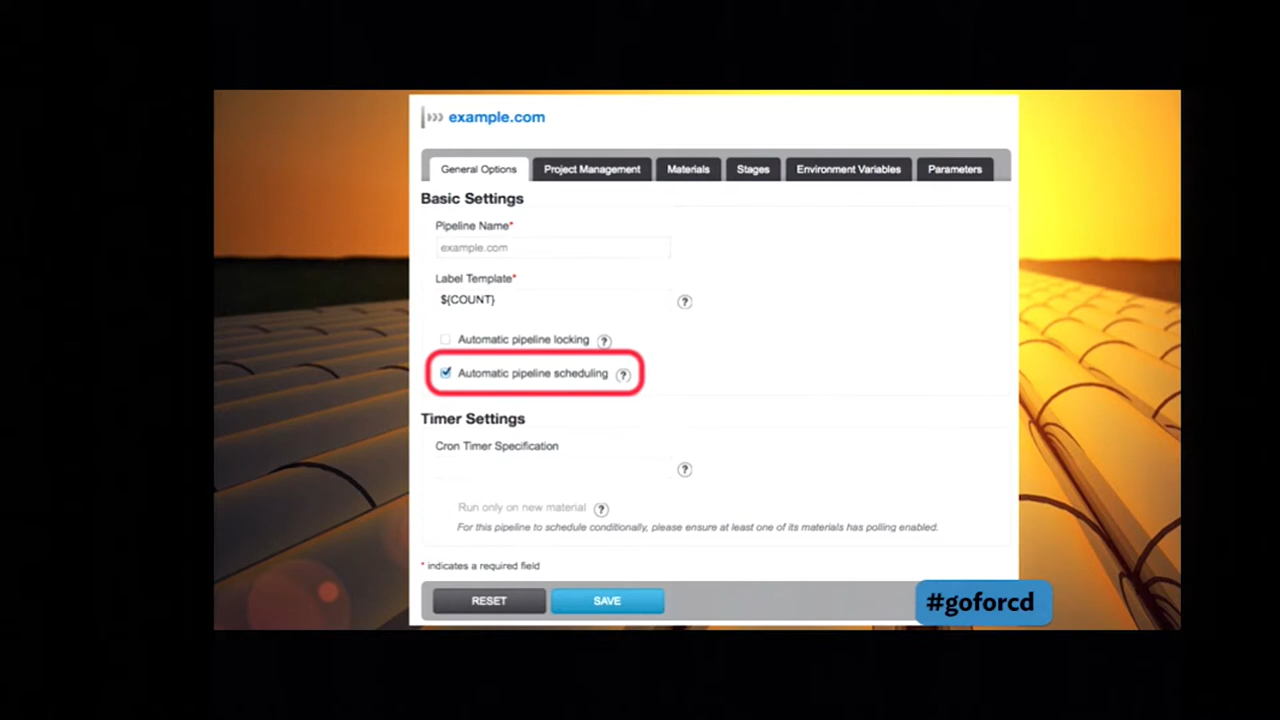 example.com
General Options Project Management Materials Stages Environment Variables Parameters
Basic Settings
Pipeline Name*
example.com
Label Template*
${COUNT}
?
Automatic pipeline locking ?
Automatic pipeline scheduling ?
Timer Settings
Cron Timer Specification
?
Run only on new material ?
For this pipeline to schedule conditionally, please ensure at least one of its materials has polling enabled.
* indicates a required field
RESET SAVE
#goforcd